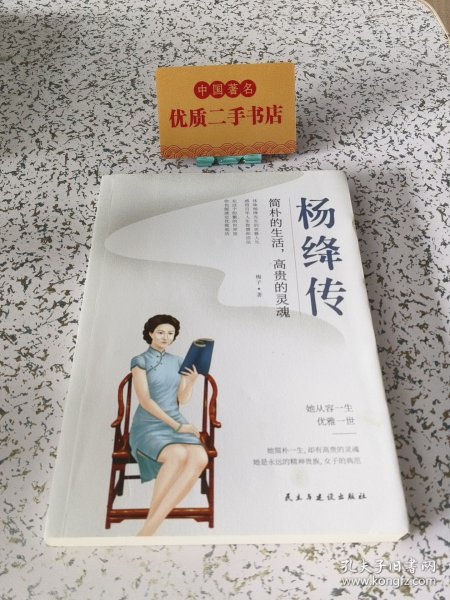 中国著名
优质二手书店
杨绛传
简朴的生活，高贵的灵魂
梅子·著
她从容一生
优雅一世
她简朴一生，却有高贵的灵魂
她是永远的精神贵族，女子的典范
民主与建设出版社
孔夫子旧书网
www.kongfz.com